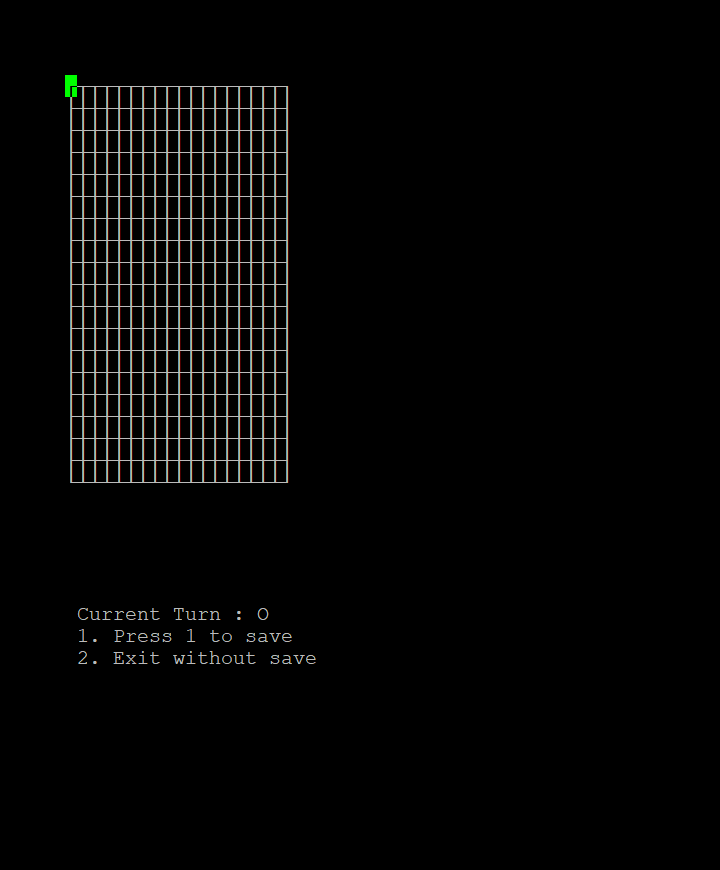 Current Turn : O
1. Press 1 to save
2. Exit without save